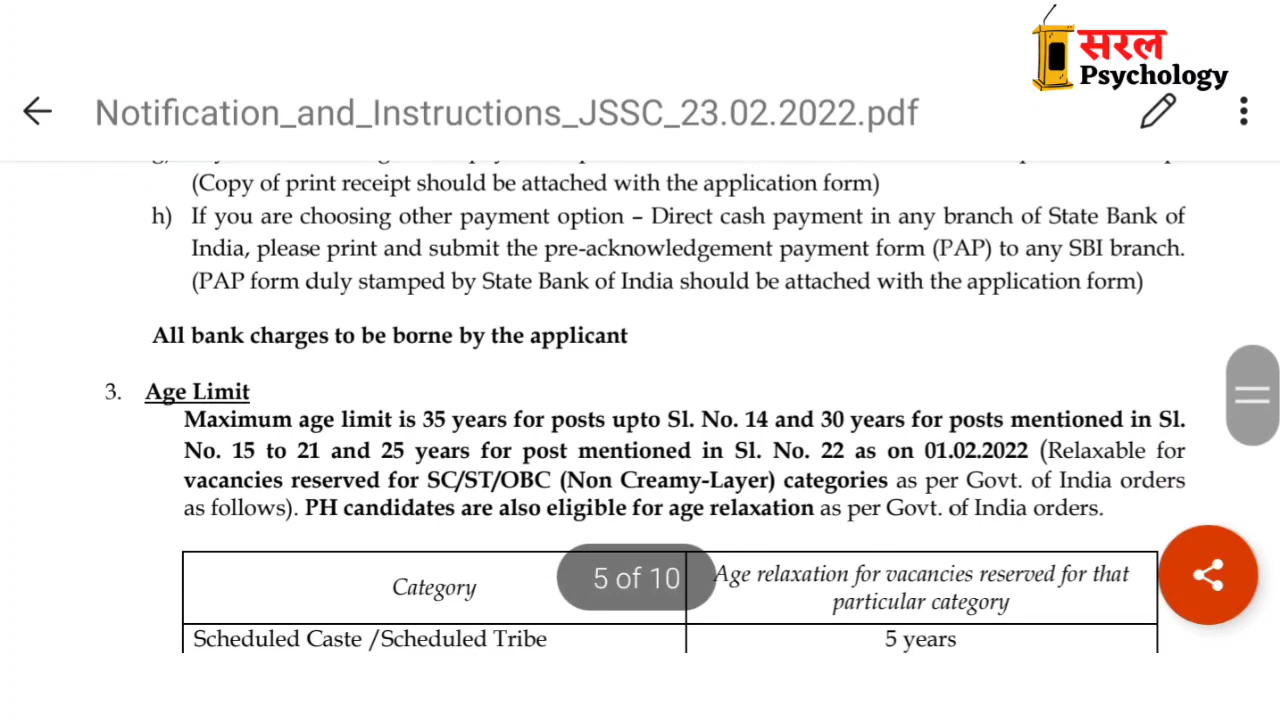 सरल
Psychology
Notification_and_Instructions_JSSC_23.02.2022.pdf
(Copy of print receipt should be attached with the application form)
h) If you are choosing other payment option – Direct cash payment in any branch of State Bank of
India, please print and submit the pre-acknowledgement payment form (PAP) to any SBI branch.
(PAP form duly stamped by State Bank of India should be attached with the application form)
All bank charges to be borne by the applicant
3. Age Limit
Maximum age limit is 35 years for posts upto Sl. No. 14 and 30 years for posts mentioned in Sl.
No. 15 to 21 and 25 years for post mentioned in Sl. No. 22 as on 01.02.2022 (Relaxable for
vacancies reserved for SC/ST/OBC (Non Creamy-Layer) categories as per Govt. of India orders
as follows). PH candidates are also eligible for age relaxation as per Govt. of India orders.
Category
5 of 10
Age relaxation for vacancies reserved for that
particular category
Scheduled Caste /Scheduled Tribe
5 years